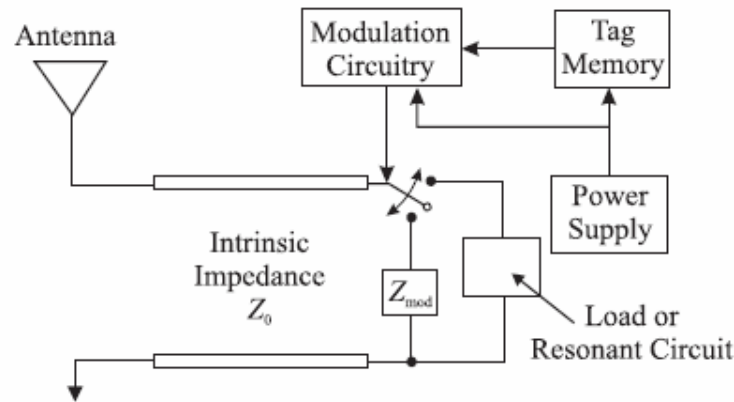 Antenna
Modulation
Circuitry
Tag
Memory
Power
Supply
Intrinsic
Impedance
Z₀
Zmod
Load or
Resonant Circuit